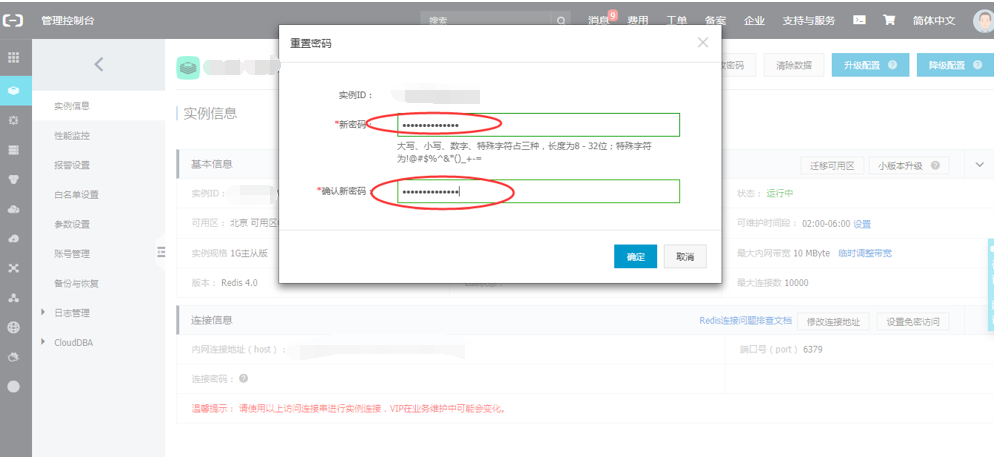 管理控制台
搜索
消息
9
费用
工单
备案
企业
支持与服务
简体中文
重置密码
改密码
清除数据
升级配置
降级配置
实例ID：
*新密码：
••••••••••••••
大写、小写、数字、特殊字符占三种，长度为8 - 32位；特殊字符
为!@#$%^&*()_+-=
*确认新密码：
••••••••••••••
确定
取消
实例信息
性能监控
报警设置
白名单设置
参数设置
账号管理
备份与恢复
日志管理
CloudDBA
实例信息
基本信息
迁移可用区
小版本升级
实例ID：
状态： 运行中
可用区： 北京 可用区
可维护时间段： 02:00-06:00 设置
实例规格 1G主从版
最大内网带宽 10 MByte 临时调整带宽
版本： Redis 4.0
最大连接数 10000
连接信息
Redis连接问题排查文档
修改连接地址
设置免密访问
内网连接地址（host）：
端口号（port） 6379
连接密码：
温馨提示： 请使用以上访问连接串进行实例连接，VIP在业务维护中可能会变化。